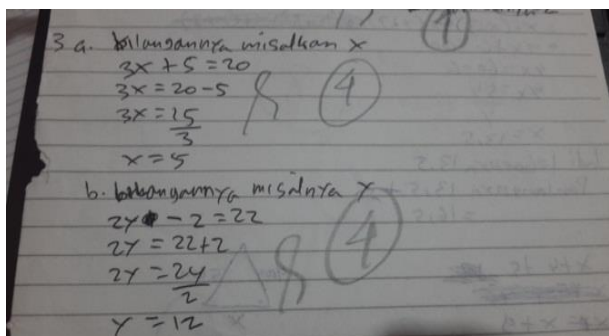 3 a. bilangannya misalkan x
3x + 5 = 20
3x = 20 - 5
3x = 15
3
x = 5
4
b. bilangannya misalnya y
2y - 2 = 22
2y = 22 + 2
2y = 24
2
y = 12
4